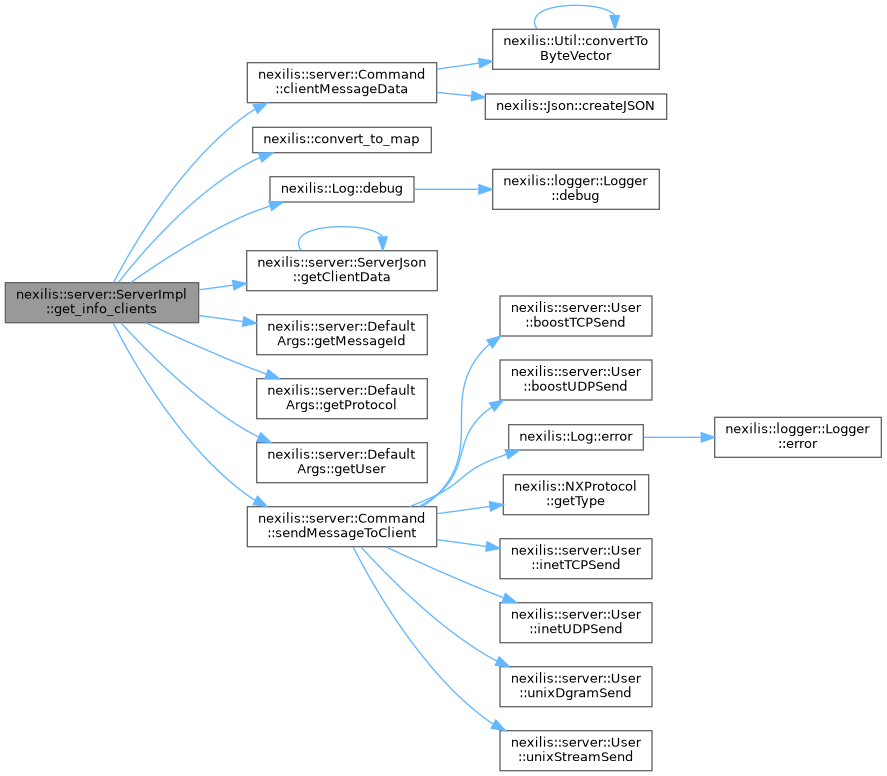 nexilis::server::ServerImpl
::get_info_clients
nexilis::server::Command
::clientMessageData
nexilis::Util::convertTo
ByteVector
nexilis::Json::createJSON
nexilis::convert_to_map
nexilis::Log::debug
nexilis::logger::Logger
::debug
nexilis::server::ServerJson
::getClientData
nexilis::server::Default
Args::getMessageId
nexilis::server::Default
Args::getProtocol
nexilis::server::Default
Args::getUser
nexilis::server::Command
::sendMessageToClient
nexilis::server::User
::boostTCPSend
nexilis::server::User
::boostUDPSend
nexilis::Log::error
nexilis::logger::Logger
::error
nexilis::NXProtocol
::getType
nexilis::server::User
::inetTCPSend
nexilis::server::User
::inetUDPSend
nexilis::server::User
::unixDgramSend
nexilis::server::User
::unixStreamSend